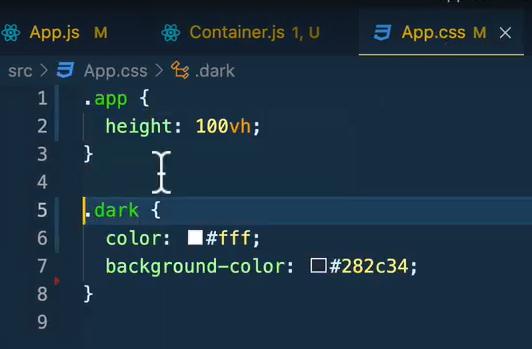 App.js M Container.js 1, U App.css M
src > App.css > .dark
1 .app {
2 height: 100vh;
3 }
4
5 .dark {
6 color: #fff;
7 background-color: #282c34;
8 }
9